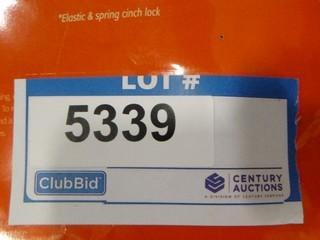 *Elastic & spring cinch lock
LOT #
5339
ClubBid
CENTURY
AUCTIONS
A DIVISION OF CENTURY SERVICES